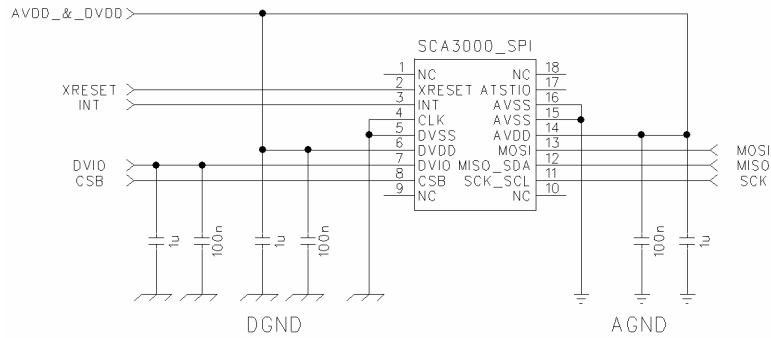 AVDD_&_DVDD
SCA3000_SPI
1 NC NC 18
XRESET 2 XRESET ATSTIO 17
INT 3 INT AVSS 16
4 CLK AVSS 15
5 DVSS AVDD 14
6 DVDD MOSI 13 MOSI
DVIO 7 DVIO MISO_SDA 12 MISO
CSB 8 CSB SCK_SCL 11 SCK
9 NC NC 10
1u 100n 1u 100n 100n 1u
DGND AGND